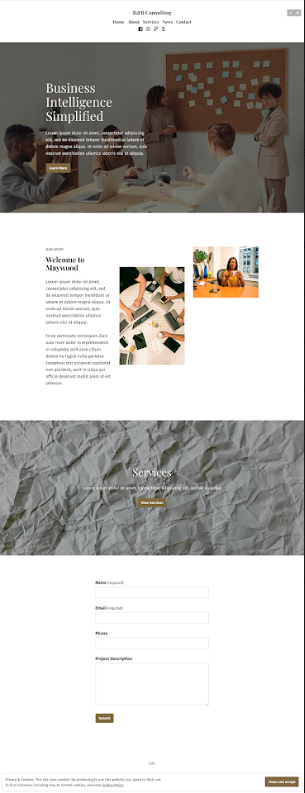 B2B Consulting
Home About Services News Contact
Business
Intelligence
Simplified
Lorem ipsum dolor sit amet, consectetur adipiscing
elit, sed do eiusmod tempor incididunt ut labore et
dolore magna aliqua. Ut enim ad minim veniam, quis
nostrud exercitation ullamco laboris nisi ut aliquip.
Learn More
OUR STORY
Welcome to
Maywood
Lorem ipsum dolor sit amet,
consectetur adipiscing elit, sed
do eiusmod tempor incididunt ut
labore et dolore magna aliqua. Ut
enim ad minim veniam, quis
nostrud exercitation ullamco
laboris nisi ut aliquip.
Ex ea commodo consequat. Duis
aute irure dolor in reprehenderit
in voluptate velit esse cillum
dolore eu fugiat nulla pariatur.
Excepteur sint occaecat cupidatat
non proident, sunt in culpa qui
officia deserunt mollit anim id est
laborum.
Services
Lorem ipsum dolor sit amet, consectetur adipiscing elit, sed do eiusmod
View Services
Name (required)
Email (required)
Phone
Project Description
Submit
Privacy & Cookies: This site uses cookies. By continuing to use this website, you agree to their use.
To find out more, including how to control cookies, see here: Cookie Policy
Close and accept